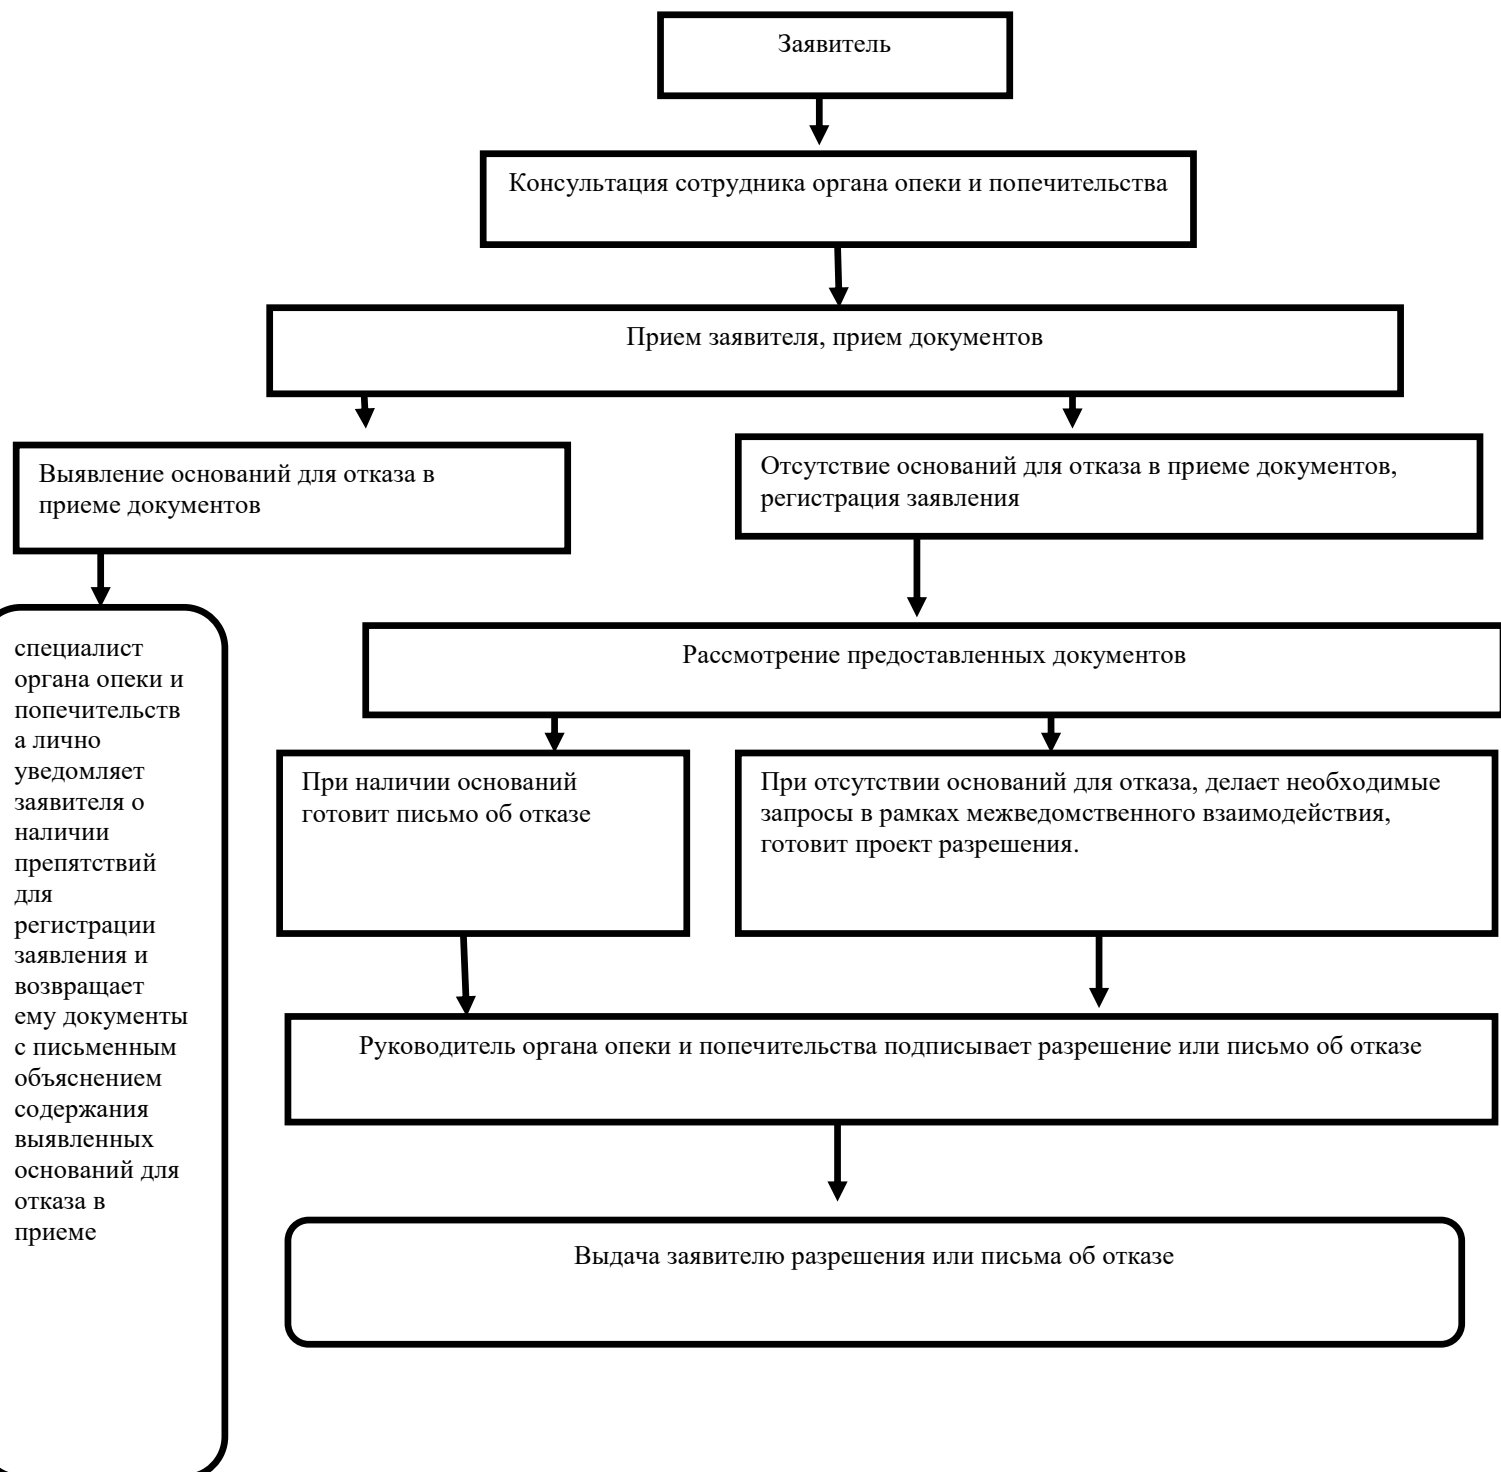 Заявитель
Консультация сотрудника органа опеки и попечительства
Прием заявителя, прием документов
Выявление оснований для отказа в
приеме документов
Отсутствие оснований для отказа в приеме документов,
регистрация заявления
специалист
органа опеки и
попечительств
а лично
уведомляет
заявителя о
наличии
препятствий
для
регистрации
заявления и
возвращает
ему документы
с письменным
объяснением
содержания
выявленных
оснований для
отказа в
приеме
Рассмотрение предоставленных документов
При наличии оснований
готовит письмо об отказе
При отсутствии оснований для отказа, делает необходимые
запросы в рамках межведомственного взаимодействия,
готовит проект разрешения.
Руководитель органа опеки и попечительства подписывает разрешение или письмо об отказе
Выдача заявителю разрешения или письма об отказе